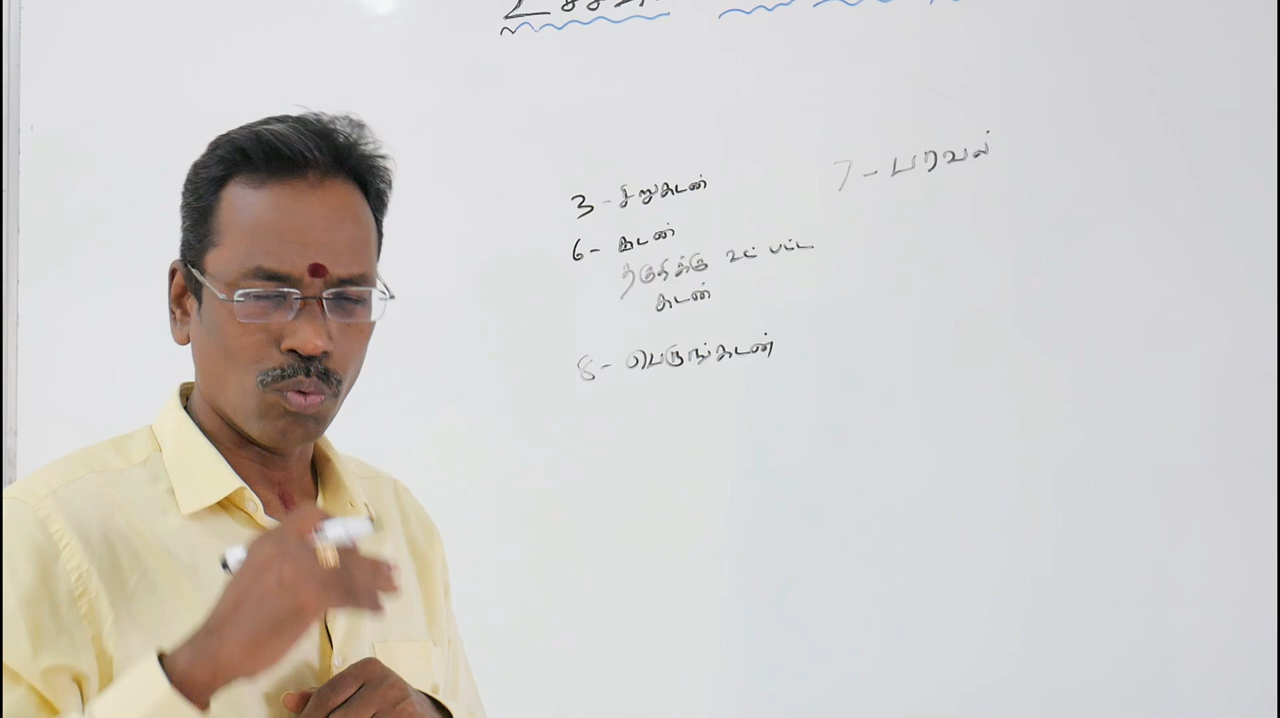 3 - சிறுகடன்
6 - கடன்
தகுதிக்கு உட்பட்ட
கடன்
8 - பெருங்கடன்
7 - பரவல்